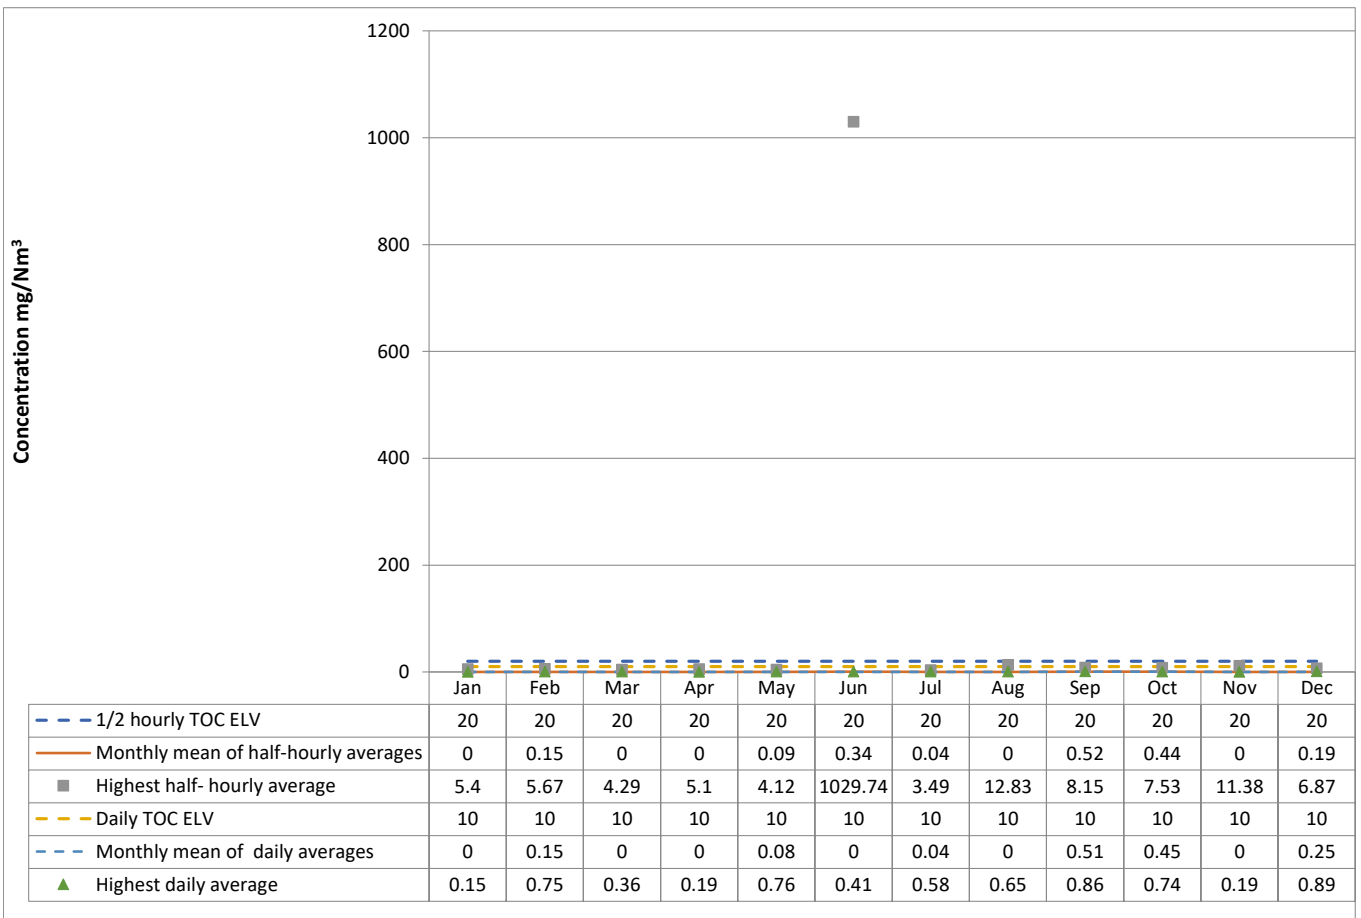 1200
1000
800
600
400
200
0
Concentration mg/Nm³
Jan Feb Mar Apr May Jun Jul Aug Sep Oct Nov Dec
1/2 hourly TOC ELV 20 20 20 20 20 20 20 20 20 20 20 20
Monthly mean of half-hourly averages 0 0.15 0 0 0.09 0.34 0.04 0 0.52 0.44 0 0.19
Highest half- hourly average 5.4 5.67 4.29 5.1 4.12 1029.74 3.49 12.83 8.15 7.53 11.38 6.87
Daily TOC ELV 10 10 10 10 10 10 10 10 10 10 10 10
Monthly mean of  daily averages 0 0.15 0 0 0.08 0 0.04 0 0.51 0.45 0 0.25
Highest daily average 0.15 0.75 0.36 0.19 0.76 0.41 0.58 0.65 0.86 0.74 0.19 0.89